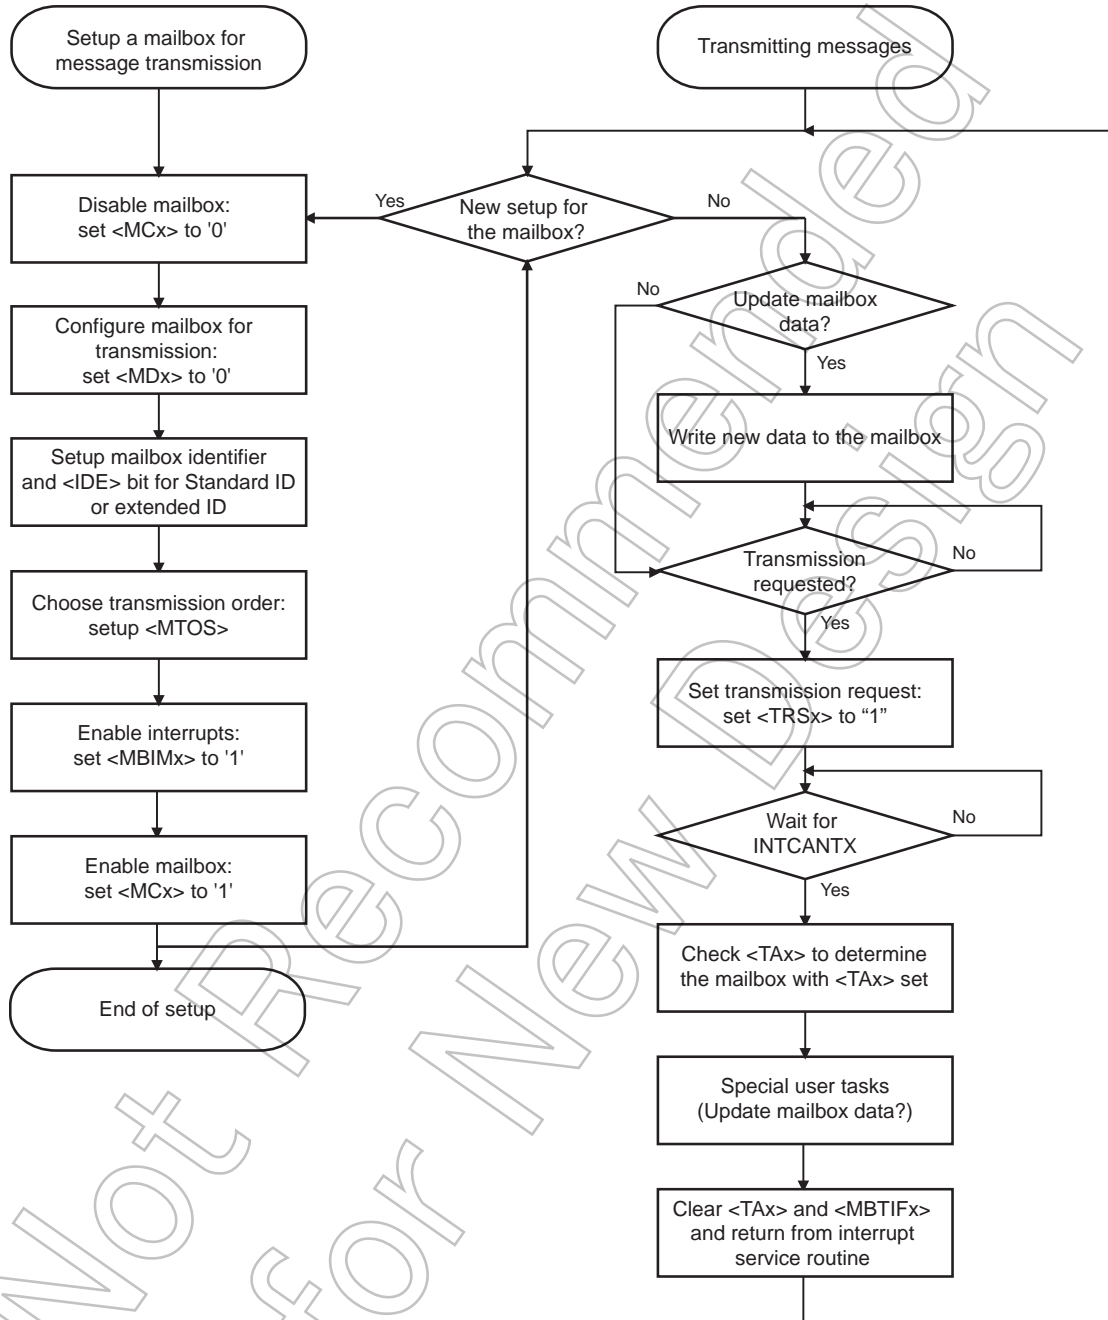 Setup a mailbox for
message transmission
Disable mailbox:
set <MCx> to '0'
Configure mailbox for
transmission:
set <MDx> to '0'
Setup mailbox identifier
and <IDE> bit for Standard ID
or extended ID
Choose transmission order:
setup <MTOS>
Enable interrupts:
set <MBIMx> to '1'
Enable mailbox:
set <MCx> to '1'
End of setup
Transmitting messages
Yes
New setup for
the mailbox?
No
No
Update mailbox
data?
Yes
Write new data to the mailbox
Transmission
requested?
No
Yes
Set transmission request:
set <TRSx> to “1”
Wait for
INTCANTX
No
Yes
Check <TAx> to determine
the mailbox with <TAx> set
Special user tasks
(Update mailbox data?)
Clear <TAx> and <MBTIFx>
and return from interrupt
service routine
Not Recommended
for New Design